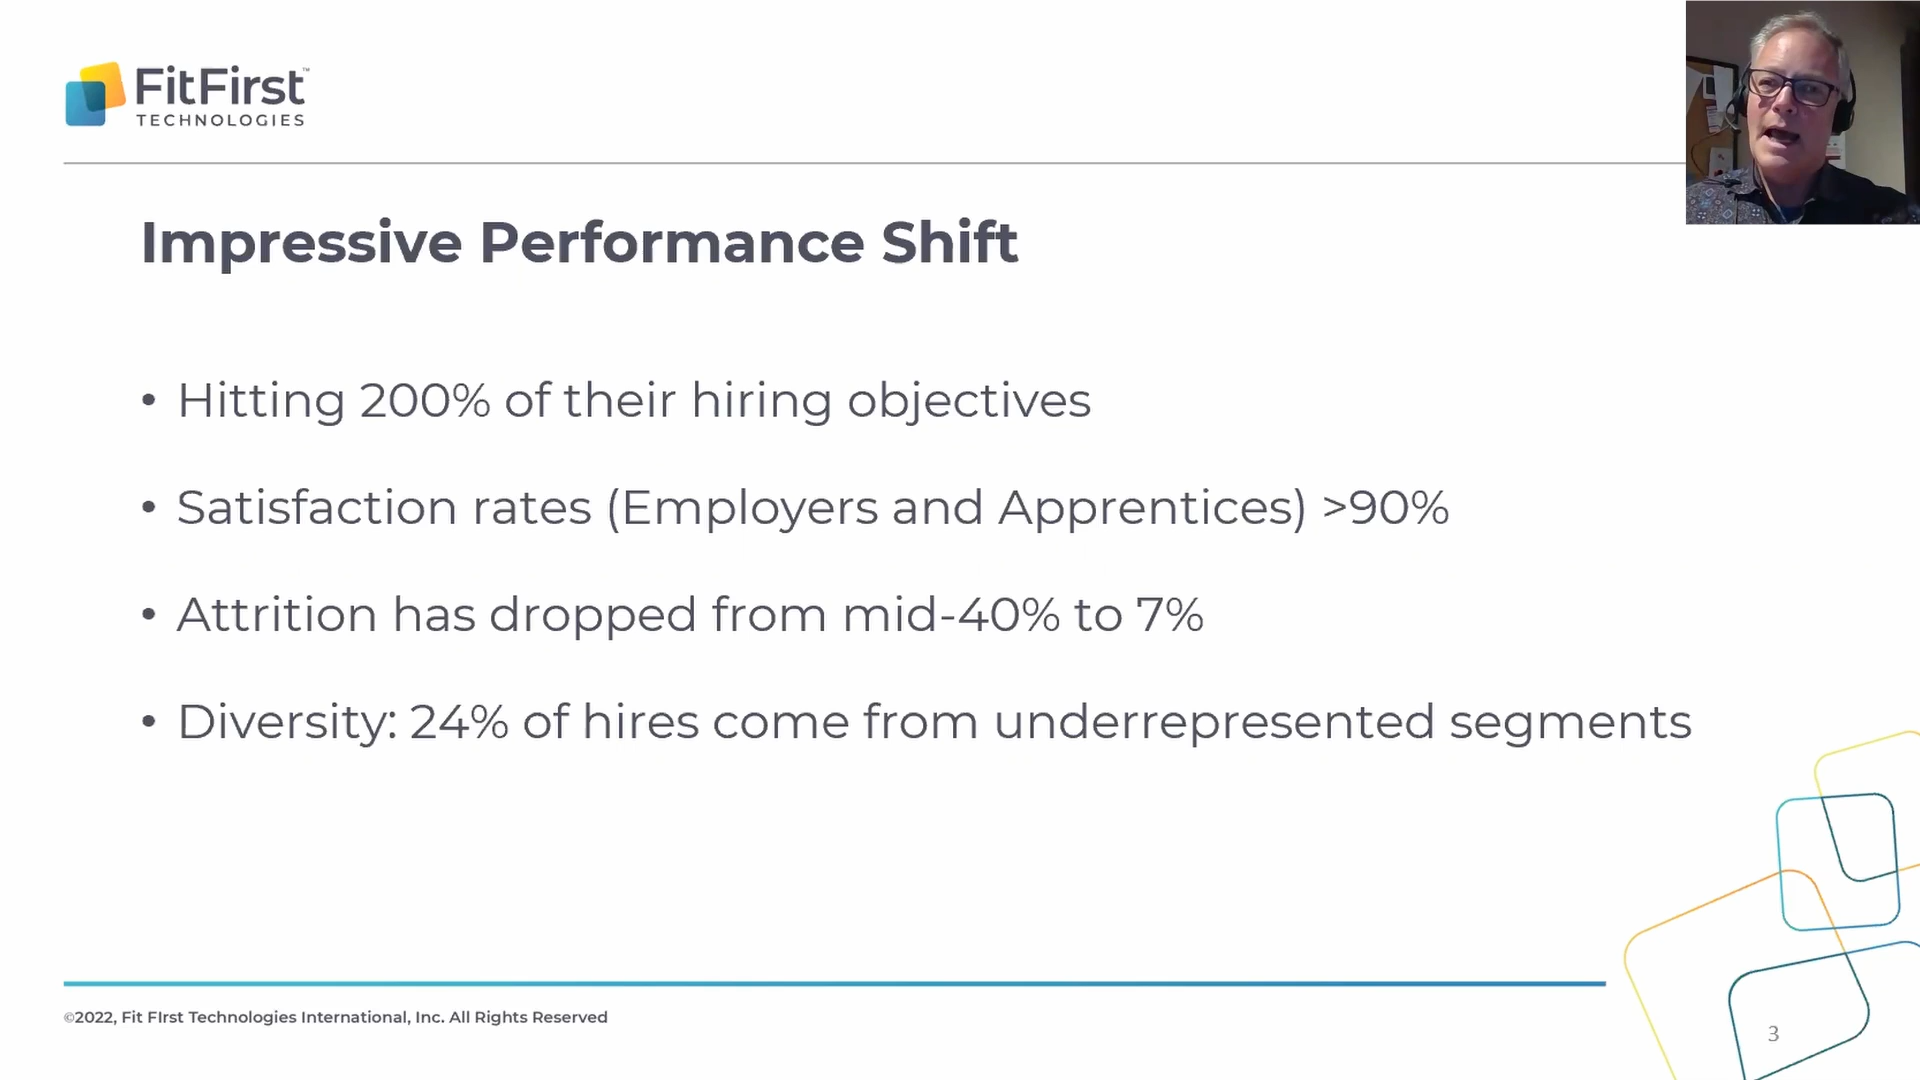 FitFirst™
TECHNOLOGIES
Impressive Performance Shift
• Hitting 200% of their hiring objectives
• Satisfaction rates (Employers and Apprentices) >90%
• Attrition has dropped from mid-40% to 7%
• Diversity: 24% of hires come from underrepresented segments
©2022, Fit FIrst Technologies International, Inc. All Rights Reserved
3